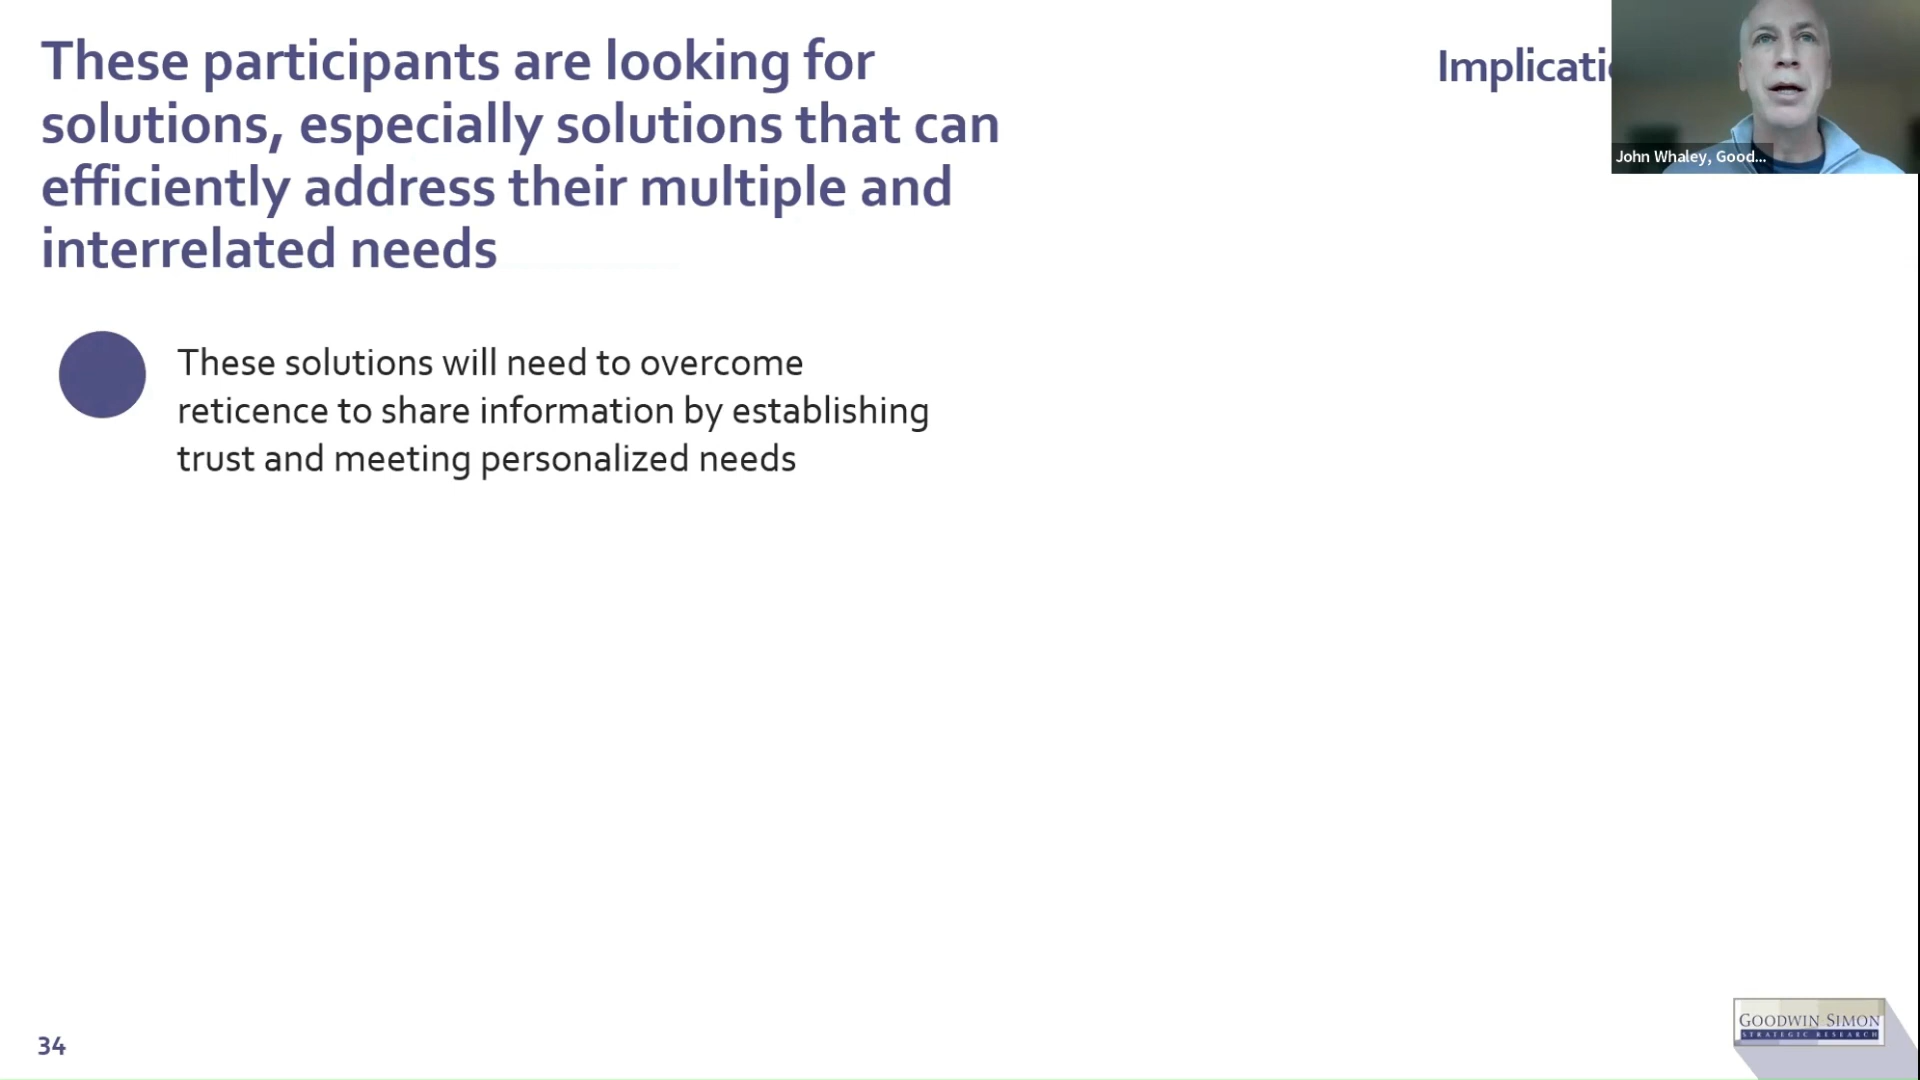 These participants are looking for
solutions, especially solutions that can
efficiently address their multiple and
interrelated needs
Implicati
John Whaley, Good...
These solutions will need to overcome
reticence to share information by establishing
trust and meeting personalized needs
34
GOODWIN SIMON
STRATEGIC RESEARCH